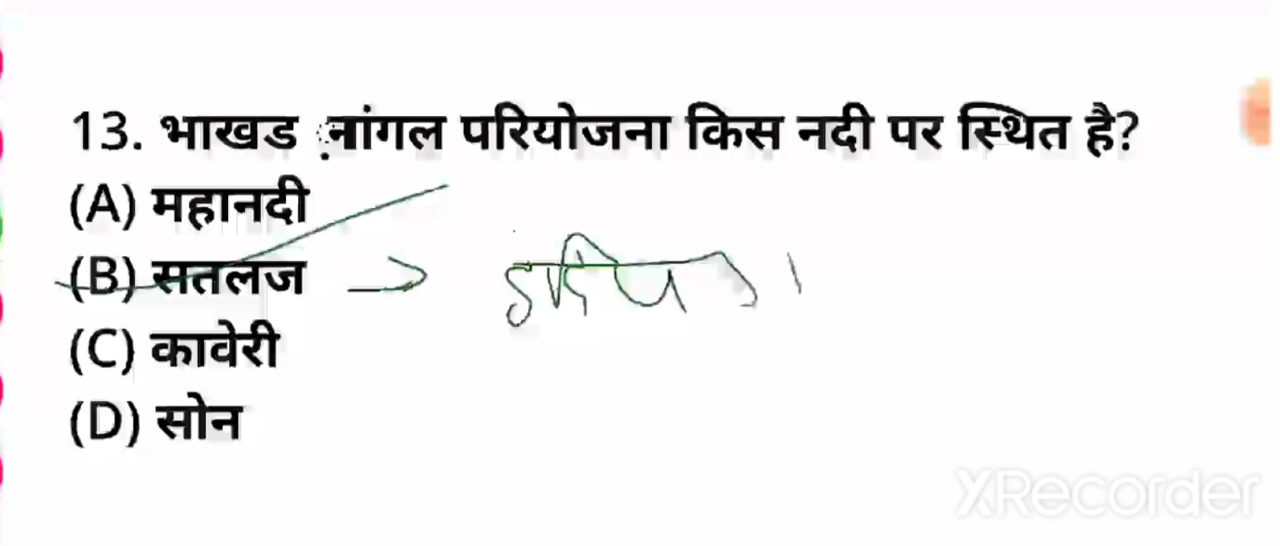 13. भाखड नांगल परियोजना किस नदी पर स्थित है?
(A) महानदी
(B) सतलज →
(C) कावेरी
(D) सोन
XRecorder